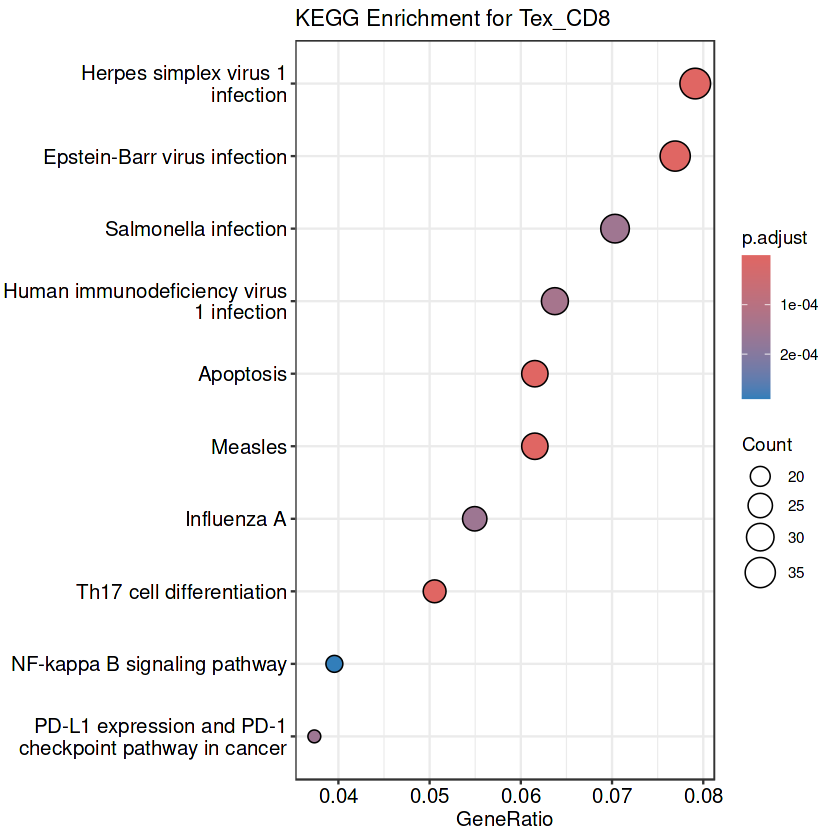 KEGG Enrichment for Tex_CD8
Herpes simplex virus 1
infection
Epstein-Barr virus infection
Salmonella infection
Human immunodeficiency virus
1 infection
Apoptosis
Measles
Influenza A
Th17 cell differentiation
NF-kappa B signaling pathway
PD-L1 expression and PD-1
checkpoint pathway in cancer
0.04 0.05 0.06 0.07 0.08
GeneRatio
p.adjust
1e-04
2e-04
Count
20
25
30
35